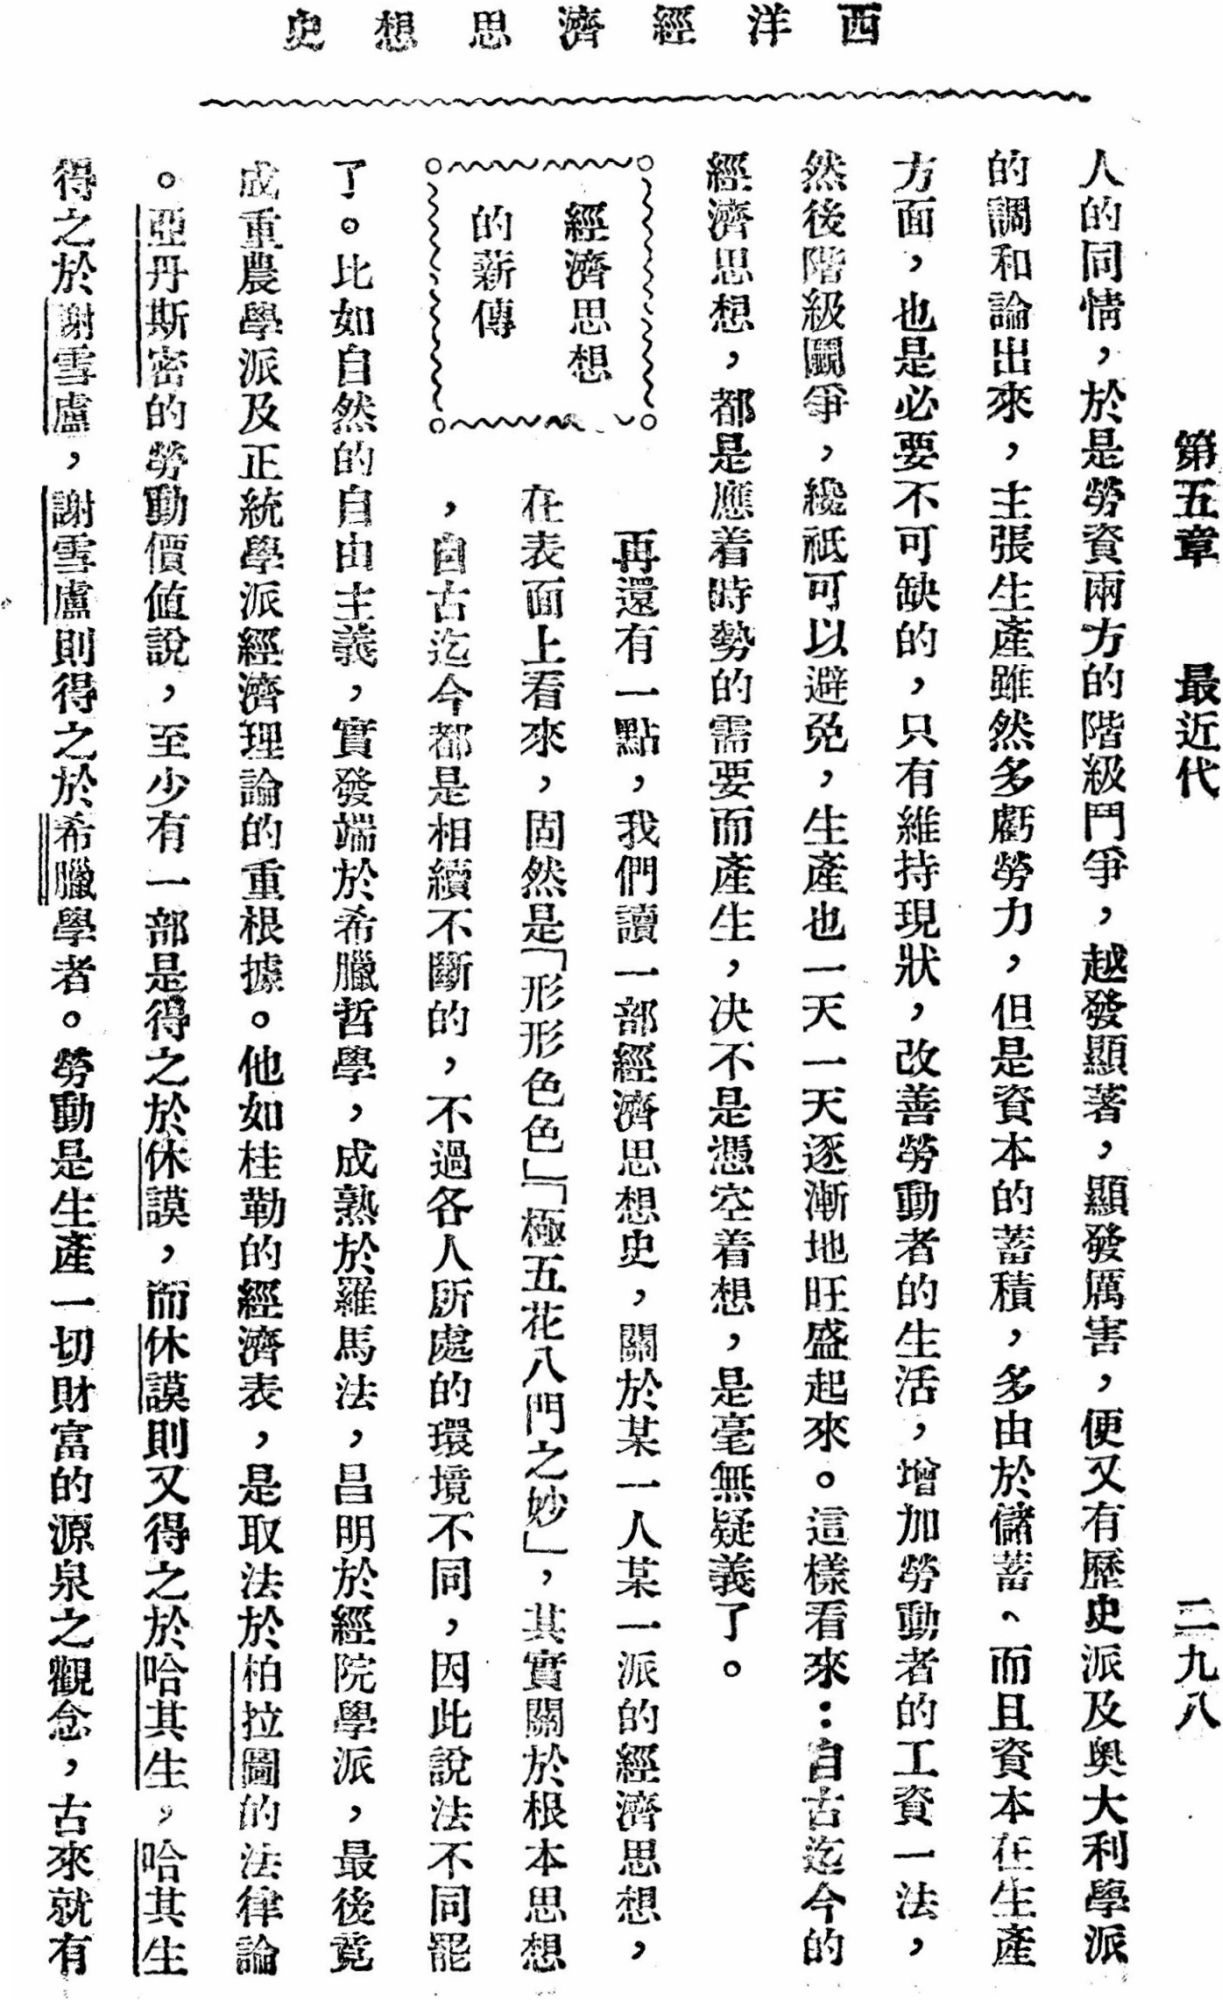 西洋經濟思想史
第五章　最近代　二九八
人的同情，於是勞資兩方的階級鬥爭，越發顯著，顯發厲害，便又有歷史派及奧大利學派
的調和論出來，主張生產雖然多虧勞力，但是資本的蓄積，多由於儲蓄、而且資本在生產
方面，也是必要不可缺的，只有維持現狀，改善勞動者的生活，增加勞動者的工資一法，
然後階級鬭爭，纔祇可以避免，生產也一天一天逐漸地旺盛起來。這樣看來：自古迄今的
經濟思想，都是應着時勢的需要而產生，决不是憑空着想，是毫無疑義了。
經濟思想
的薪傳
再還有一點，我們讀一部經濟思想史，關於某一人某一派的經濟思想，
在表面上看來，固然是「形形色色」「極五花八門之妙」，其實關於根本思想
，自古迄今都是相續不斷的，不過各人所處的環境不同，因此說法不同罷
了。比如自然的自由主義，實發端於希臘哲學，成熟於羅馬法，昌明於經院學派，最後竟
成重農學派及正統學派經濟理論的重根據。他如桂勒的經濟表，是取法於柏拉圖的法律論
。亞丹斯密的勞動價值說，至少有一部是得之於休謨，而休謨則又得之於哈其生，哈其生
得之於謝雪盧，謝雪盧則得之於希臘學者。勞動是生產一切財富的源泉之觀念，古來就有